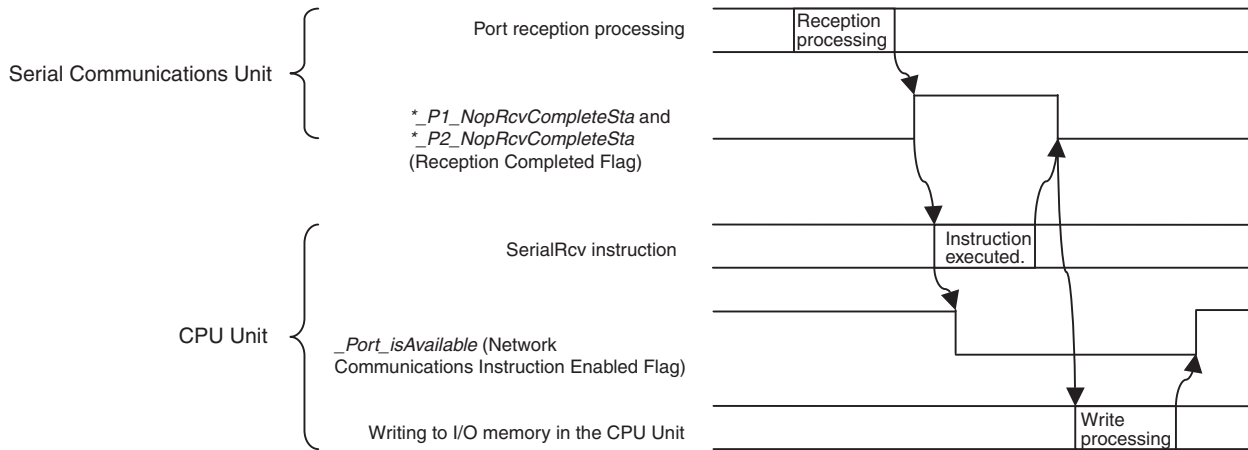 Port reception processing
Reception
processing
Serial Communications Unit
*_P1_NopRcvCompleteSta and
*_P2_NopRcvCompleteSta
(Reception Completed Flag)
SerialRcv instruction
Instruction
executed.
CPU Unit
_Port_isAvailable (Network
Communications Instruction Enabled Flag)
Writing to I/O memory in the CPU Unit
Write
processing